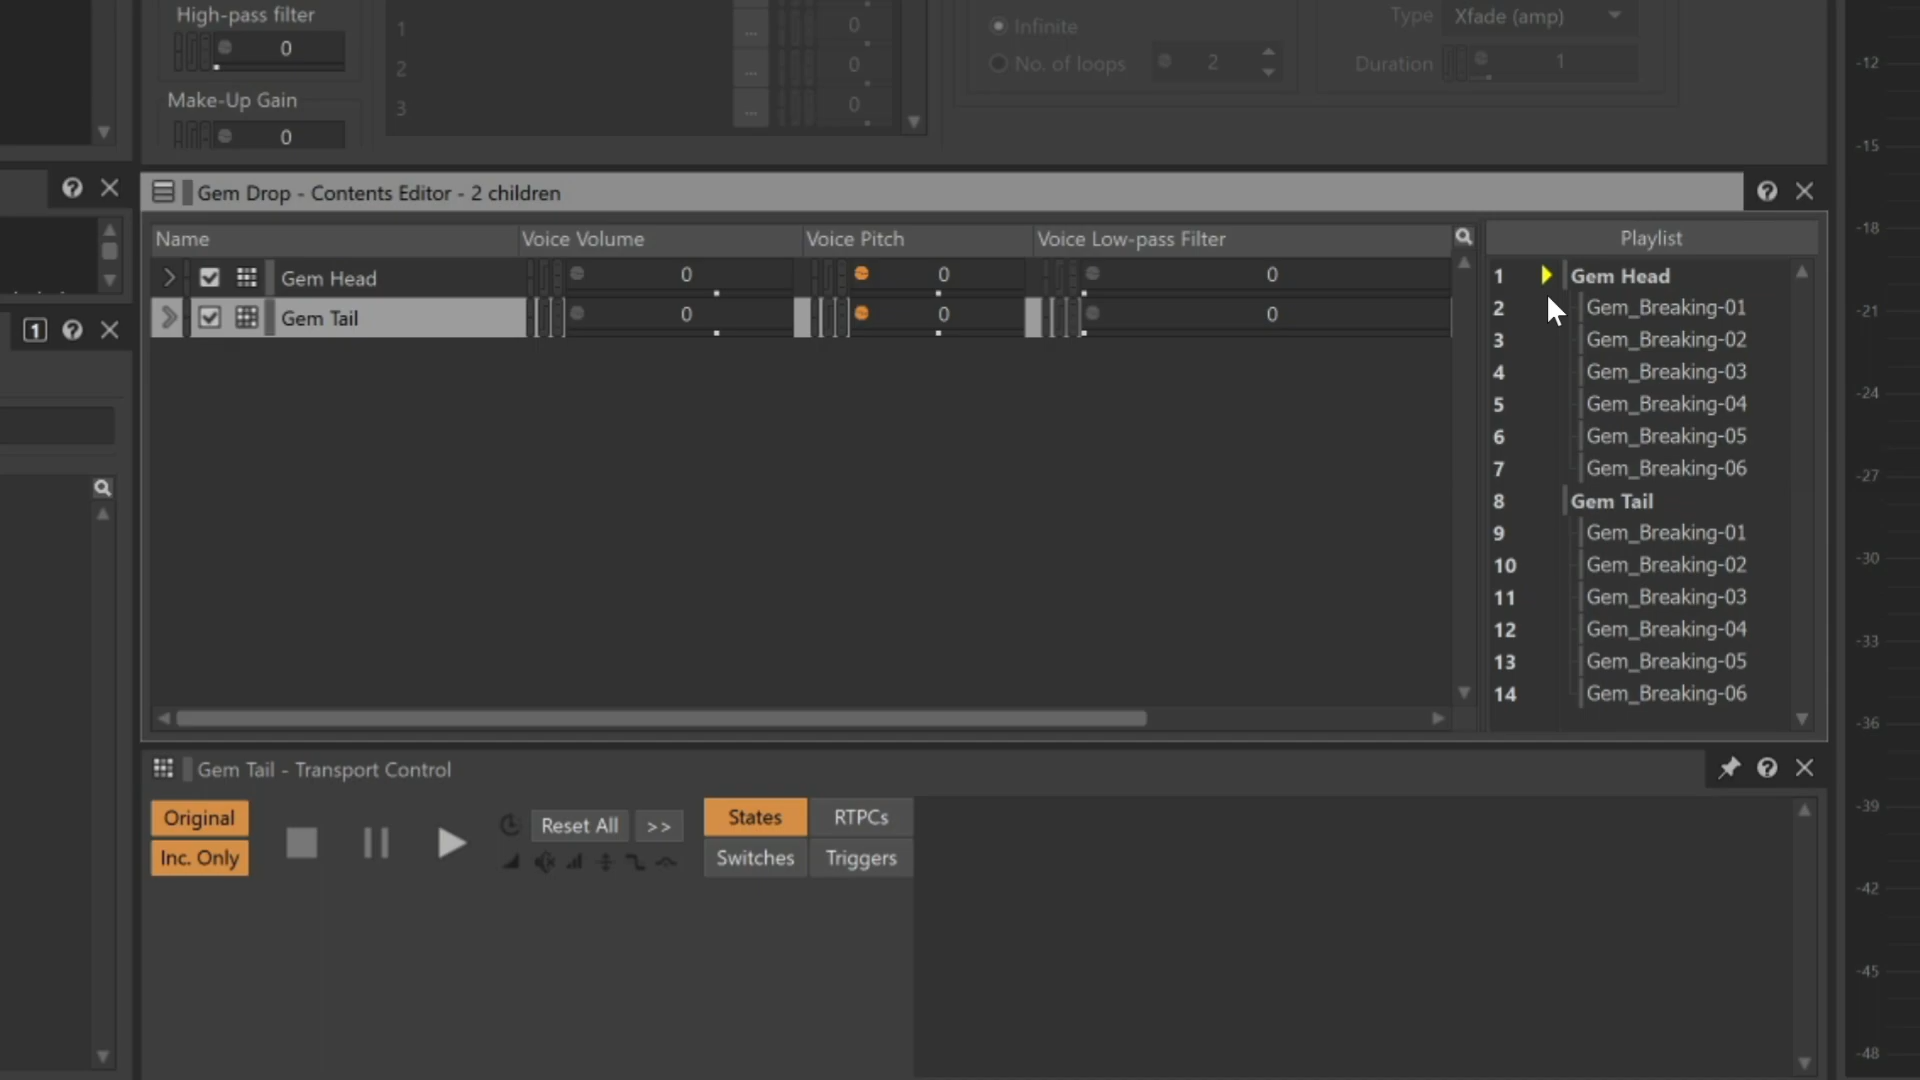 High-pass filter
0
Make-Up Gain
0
1
...
0
2
...
0
3
...
0
Infinite
No. of loops
2
Type
Xfade (amp)
Duration
1
Gem Drop - Contents Editor - 2 children
Name
Voice Volume
Voice Pitch
Voice Low-pass Filter
Gem Head
0
0
0
Gem Tail
0
0
0
Playlist
1
Gem Head
2
Gem_Breaking-01
3
Gem_Breaking-02
4
Gem_Breaking-03
5
Gem_Breaking-04
6
Gem_Breaking-05
7
Gem_Breaking-06
8
Gem Tail
9
Gem_Breaking-01
10
Gem_Breaking-02
11
Gem_Breaking-03
12
Gem_Breaking-04
13
Gem_Breaking-05
14
Gem_Breaking-06
1
Gem Tail - Transport Control
Original
Inc. Only
Reset All
>>
States
RTPCs
Switches
Triggers
-12
-15
-18
-21
-24
-27
-30
-33
-36
-39
-42
-45
-48